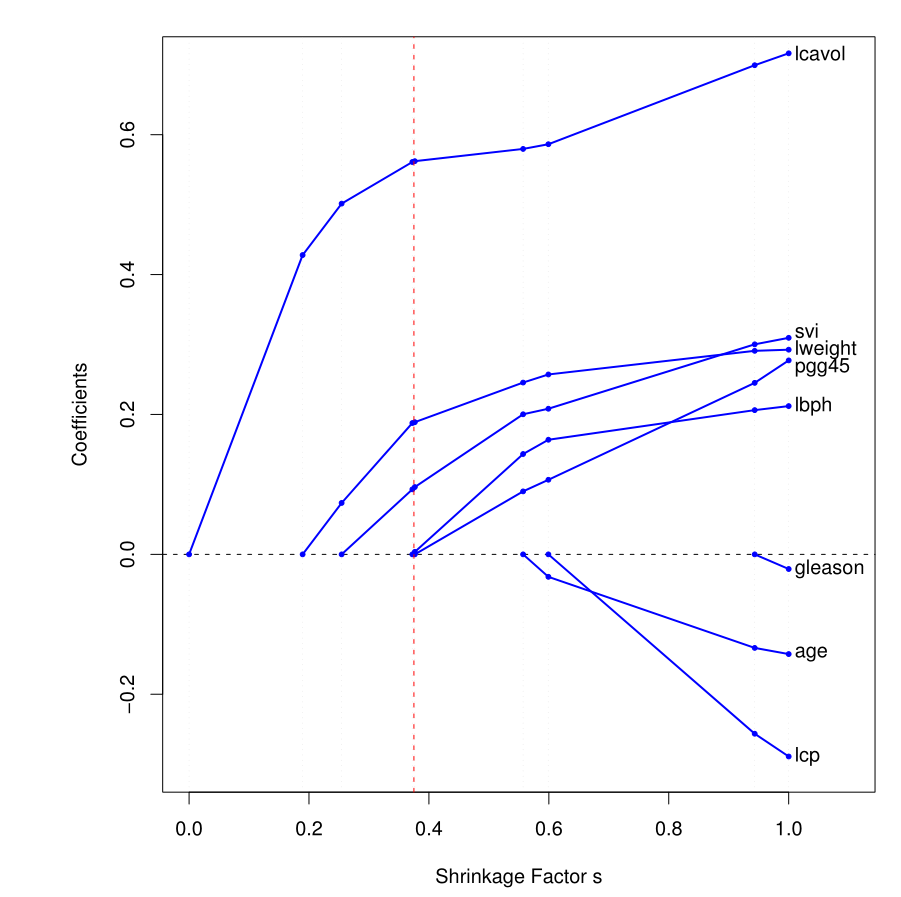 lcavol
0.6
0.4
svi
lweight
pgg45
lbph
0.2
Coefficients
0.0
gleason
age
−0.2
lcp
0.0 0.2 0.4 0.6 0.8 1.0
Shrinkage Factor s